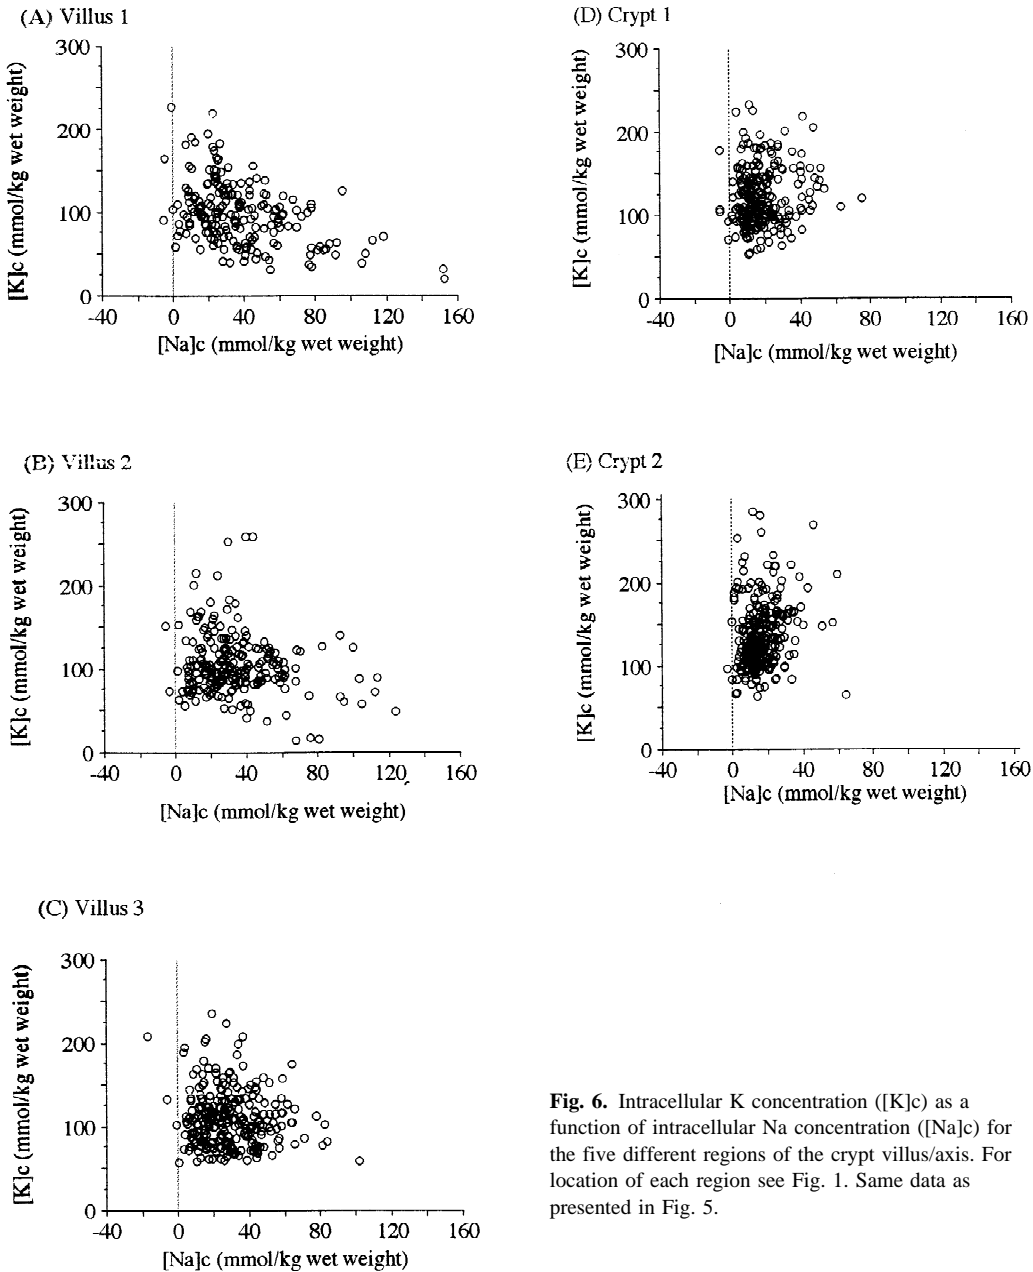 (A) Villus 1
300
200
100
0
-40 0 40 80 120 160
[K]c (mmol/kg wet weight)
[Na]c (mmol/kg wet weight)
(D) Crypt 1
300
200
100
0
-40 0 40 80 120 160
[K]c (mmol/kg wet weight)
[Na]c (mmol/kg wet weight)
(B) Villus 2
300
200
100
0
-40 0 40 80 120 160
[K]c (mmol/kg wet weight)
[Na]c (mmol/kg wet weight)
(E) Crypt 2
300
200
100
0
-40 0 40 80 120 160
[K]c (mmol/kg wet weight)
[Na]c (mmol/kg wet weight)
(C) Villus 3
300
200
100
0
-40 0 40 80 120 160
[K]c (mmol/kg wet weight)
[Na]c (mmol/kg wet weight)
Fig. 6. Intracellular K concentration ([K]c) as a
function of intracellular Na concentration ([Na]c) for
the five different regions of the crypt villus/axis. For
location of each region see Fig. 1. Same data as
presented in Fig. 5.